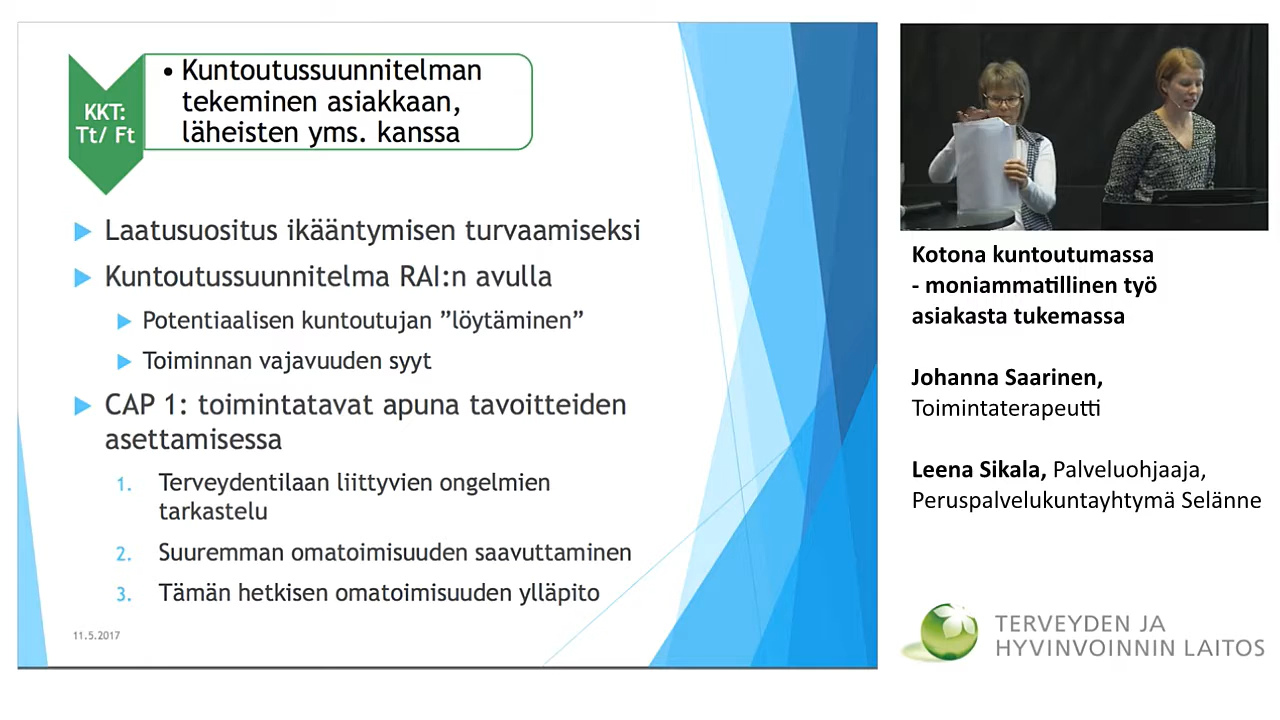 KKT:
Tt/ Ft
• Kuntoutussuunnitelman
tekeminen asiakkaan,
läheisten yms. kanssa
Laatusuositus ikääntymisen turvaamiseksi
Kuntoutussuunnitelma RAI:n avulla
Potentiaalisen kuntoutujan ”löytäminen”
Toiminnan vajavuuden syyt
CAP 1: toimintatavat apuna tavoitteiden
asettamisessa
1. Terveydentilaan liittyvien ongelmien
tarkastelu
2. Suuremman omatoimisuuden saavuttaminen
3. Tämän hetkisen omatoimisuuden ylläpito
11.5.2017
Kotona kuntoutumassa
- moniammatillinen työ
asiakasta tukemassa
Johanna Saarinen,
Toimintaterapeutti
Leena Sikala, Palveluohjaaja,
Peruspalvelukuntayhtymä Selänne
TERVEYDEN JA
HYVINVOINNIN LAITOS